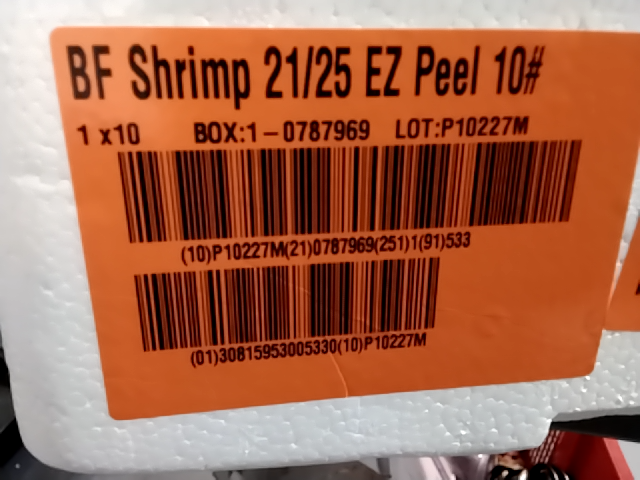 BF Shrimp 21/25 EZ Peel 10#
1 x10 BOX:1-0787969 LOT:P10227M
(10)P10227M(21)0787969(251)1(91)533
(01)30815953005330(10)P10227M